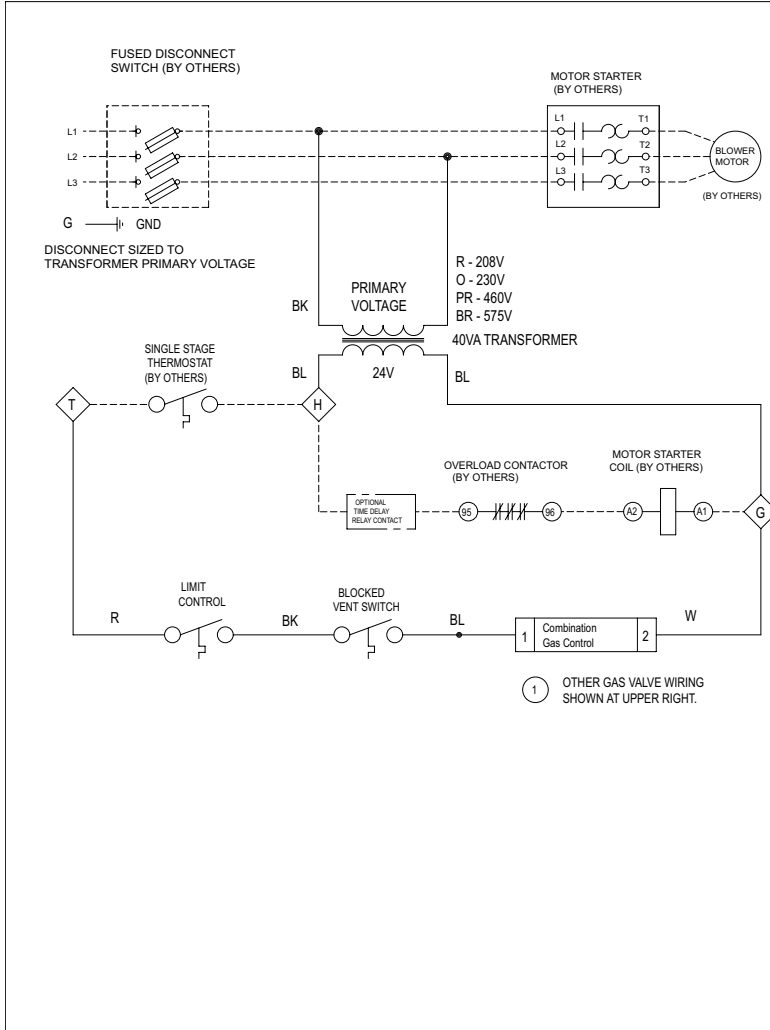 FUSED DISCONNECT
SWITCH (BY OTHERS)
MOTOR STARTER
(BY OTHERS)
L1
L2
L3
L1
T1
L2
T2
L3
T3
BLOWER
MOTOR
(BY OTHERS)
G
GND
DISCONNECT SIZED TO
TRANSFORMER PRIMARY VOLTAGE
R - 208V
O - 230V
PR - 460V
BR - 575V
PRIMARY
VOLTAGE
BK
40VA TRANSFORMER
SINGLE STAGE
THERMOSTAT
(BY OTHERS)
BL
24V
BL
T
H
OVERLOAD CONTACTOR
(BY OTHERS)
MOTOR STARTER
COIL (BY OTHERS)
OPTIONAL
TIME DELAY
RELAY CONTACT
95
96
A2
A1
G
LIMIT
CONTROL
BLOCKED
VENT SWITCH
R
BK
BL
1
Combination
Gas Control
2
W
1
OTHER GAS VALVE WIRING
SHOWN AT UPPER RIGHT.